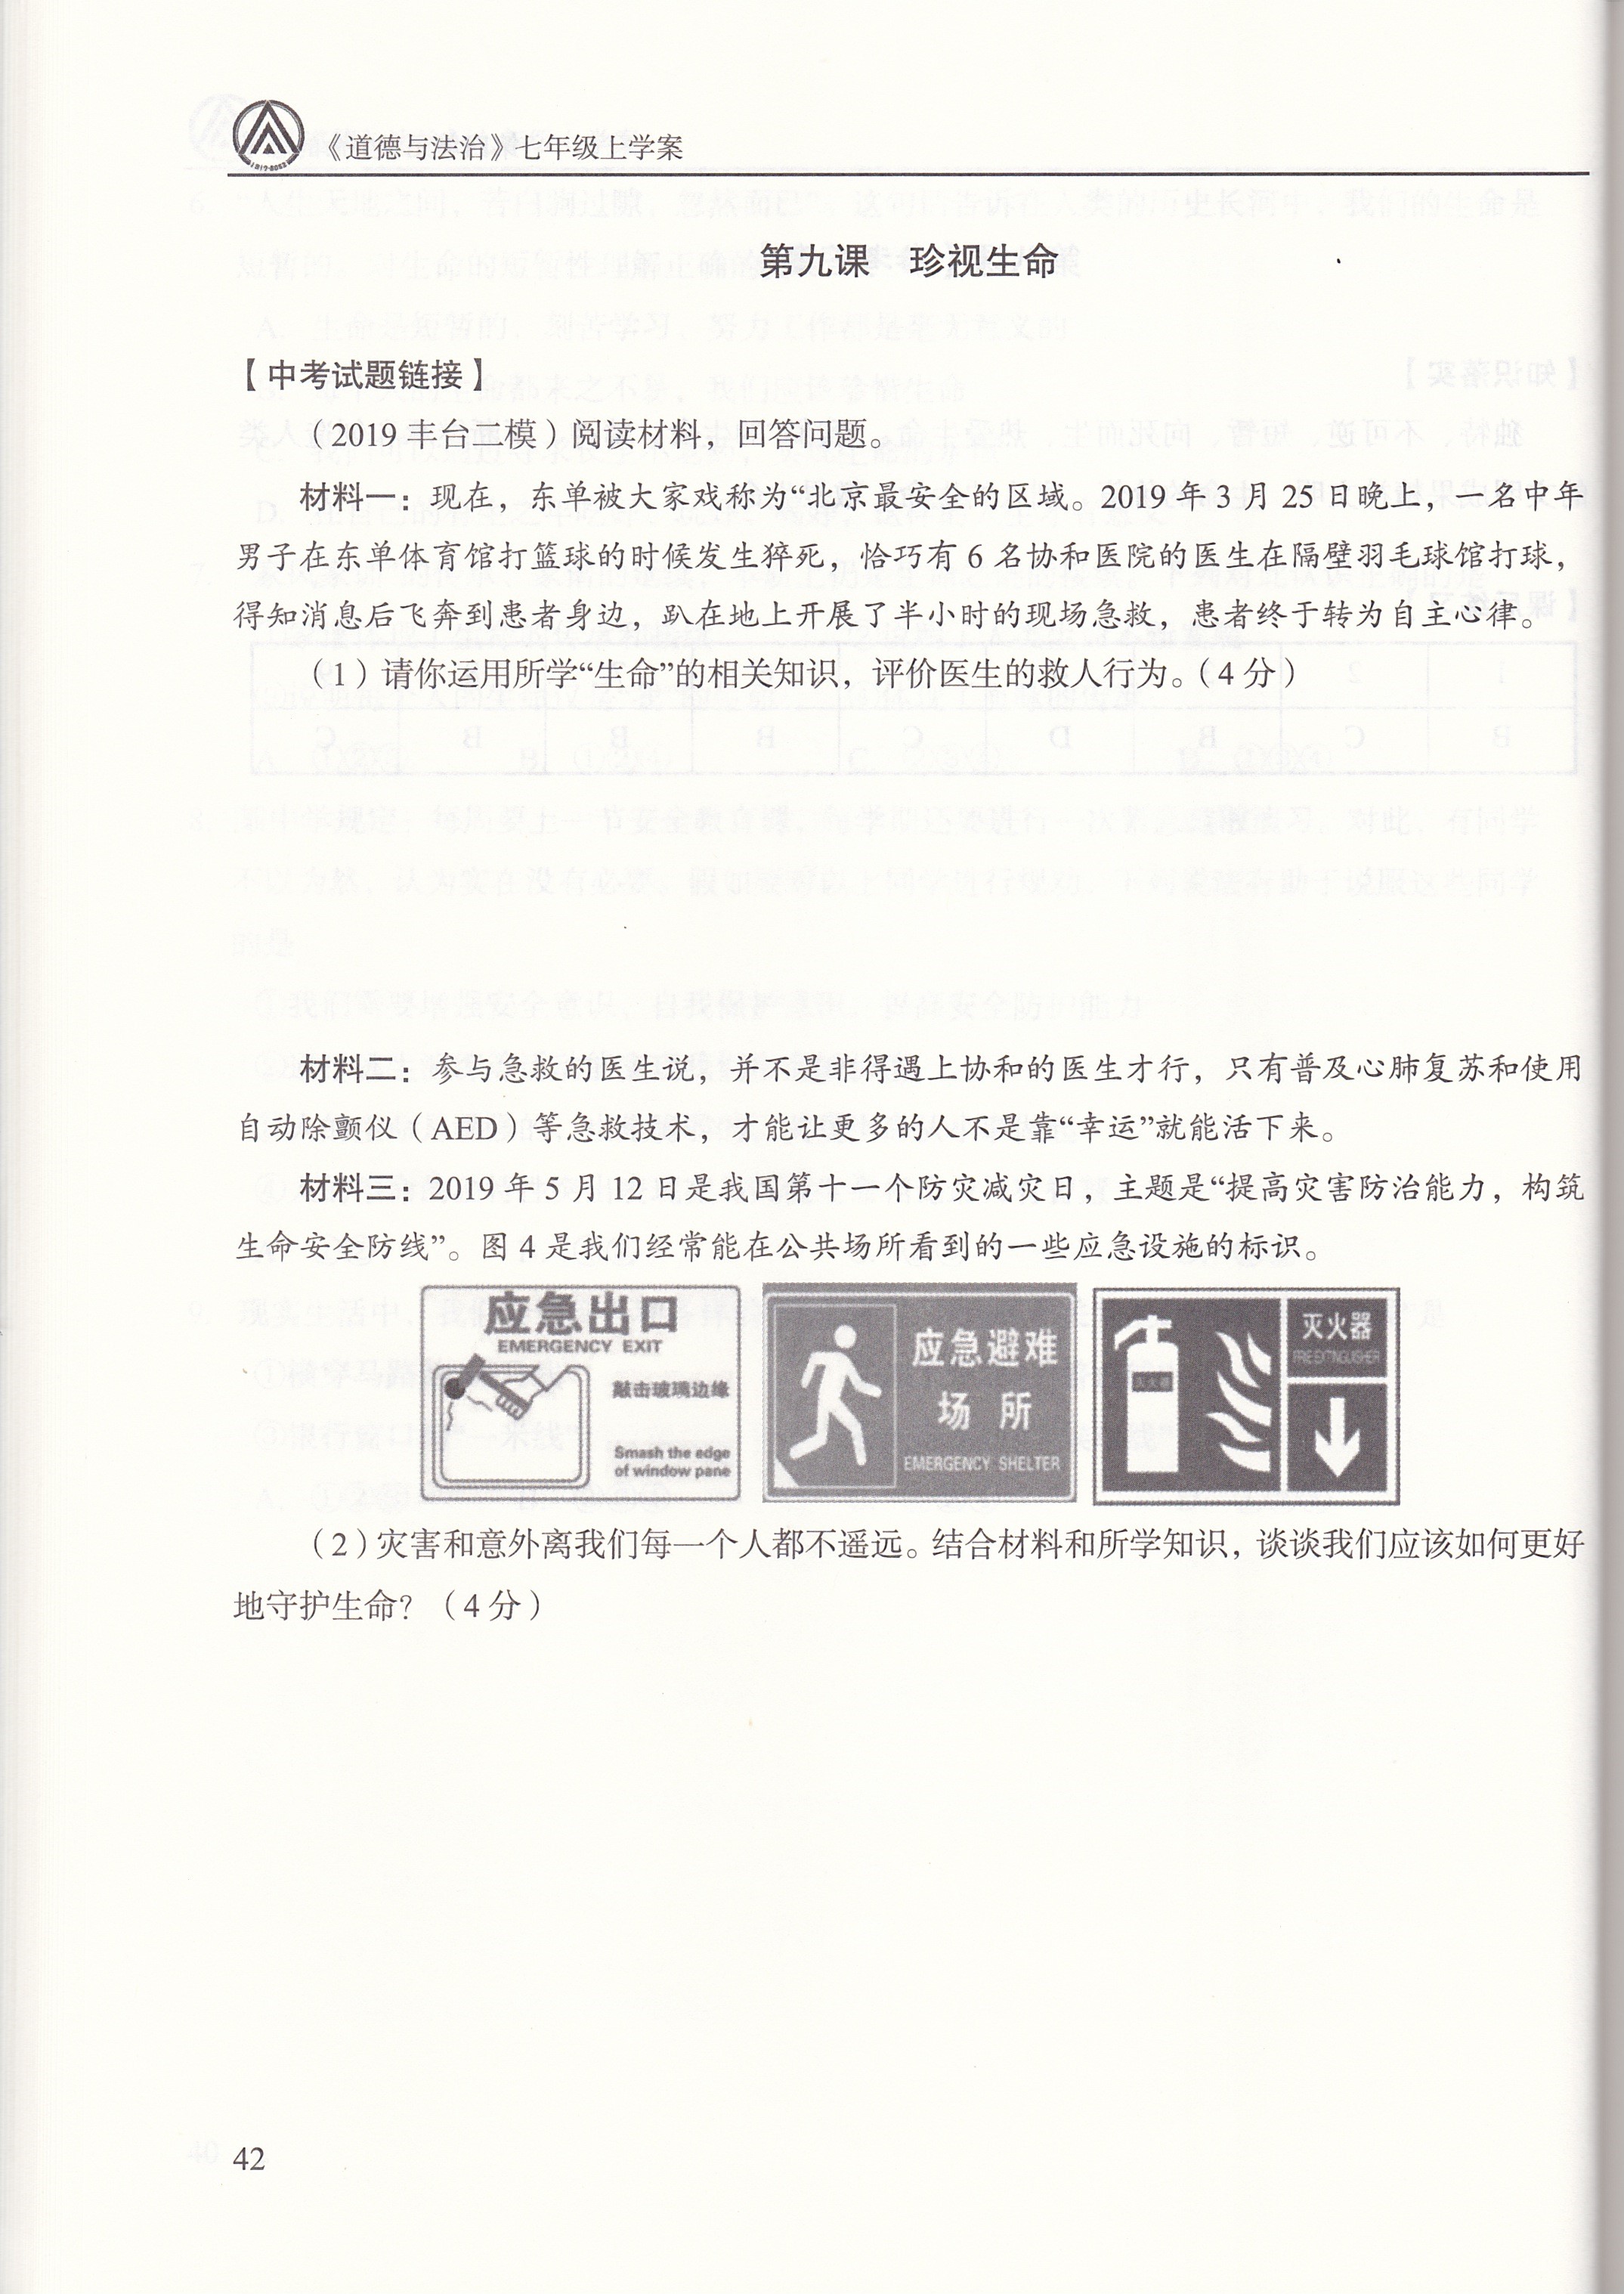 《道德与法治》七年级上学案
第九课 珍视生命
【中考试题链接】
（2019 丰台二模）阅读材料，回答问题。
材料一：现在，东单被大家戏称为“北京最安全的区域。2019 年 3 月 25 日晚上，一名中年
男子在东单体育馆打篮球的时候发生猝死，恰巧有 6 名协和医院的医生在隔壁羽毛球馆打球，
得知消息后飞奔到患者身边，趴在地上开展了半小时的现场急救，患者终于转为自主心律。
（1）请你运用所学“生命”的相关知识，评价医生的救人行为。（4 分）
材料二：参与急救的医生说，并不是非得遇上协和的医生才行，只有普及心肺复苏和使用
自动除颤仪（AED）等急救技术，才能让更多的人不是靠“幸运”就能活下来。
材料三：2019 年 5 月 12 日是我国第十一个防灾减灾日，主题是“提高灾害防治能力，构筑
生命安全防线”。图 4 是我们经常能在公共场所看到的一些应急设施的标识。
应急出口
EMERGENCY EXIT
敲击玻璃边缘
Smash the edge
of window pane
应急避难
场所
EMERGENCY SHELTER
灭火器
FIRE EXTINGUISHER
（2）灾害和意外离我们每一个人都不遥远。结合材料和所学知识，谈谈我们应该如何更好
地守护生命？（4 分）
42